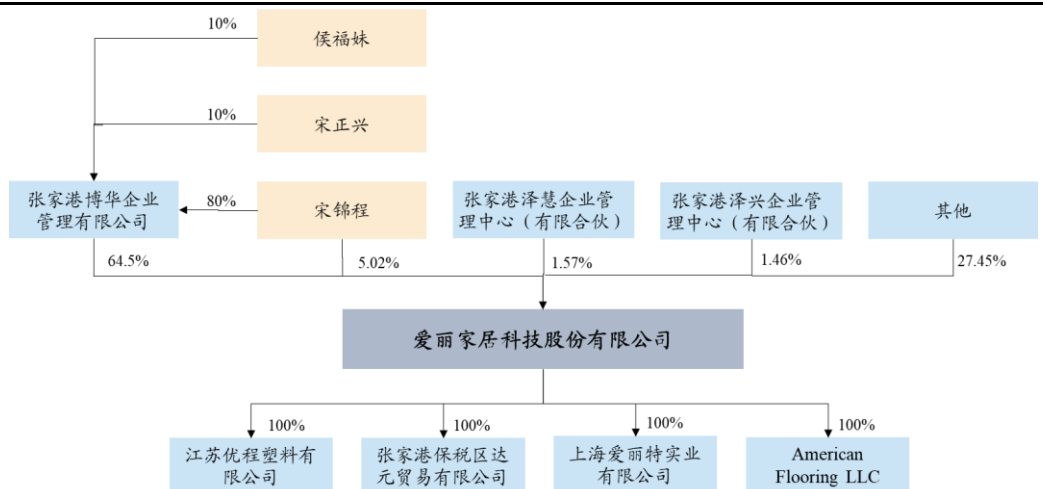 10%
侯福妹
10%
宋正兴
张家港博华企业
管理有限公司
80%
宋锦程
张家港泽慧企业管
理中心（有限合伙）
张家港泽兴企业管
理中心（有限合伙）
其他
64.5%
5.02%
1.57%
1.46%
27.45%
爱丽家居科技股份有限公司
100%
100%
100%
100%
江苏优程塑料有
限公司
张家港保税区达
元贸易有限公司
上海爱丽特实业
有限公司
American
Flooring LLC